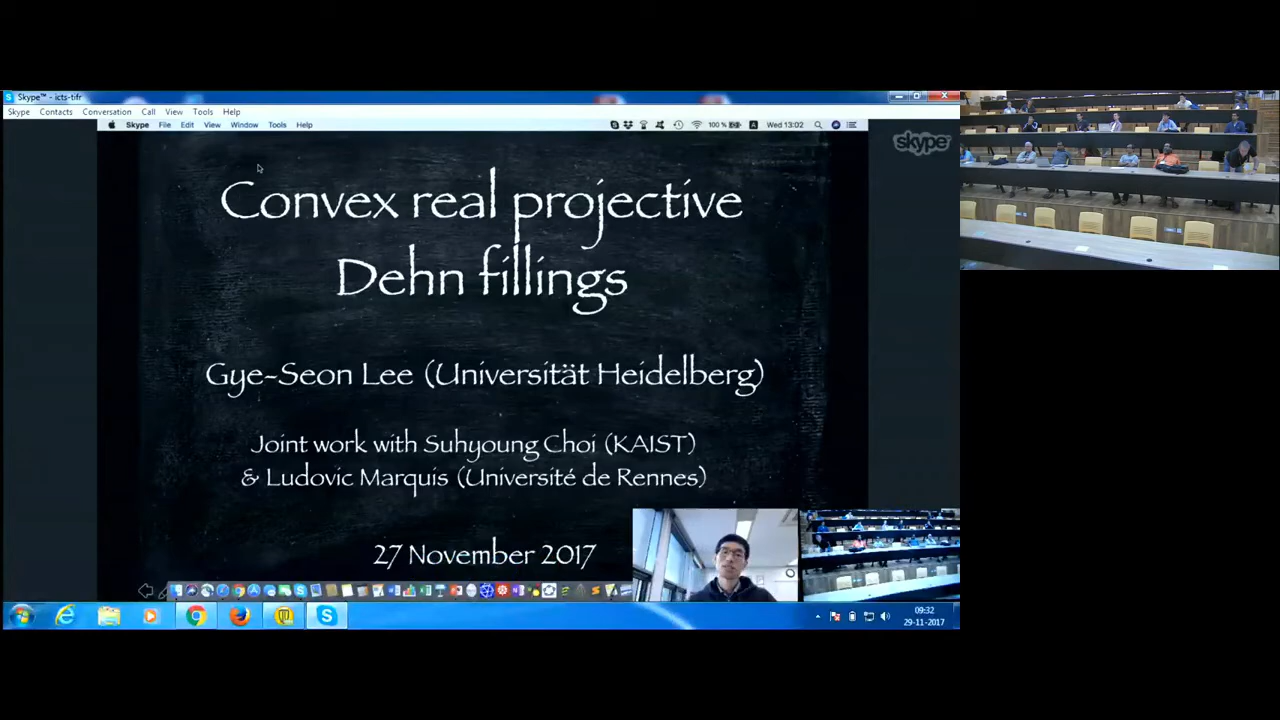 Skype™ - icts-tifr
Skype Contacts Conversation Call View Tools Help
Skype File Edit View Window Tools Help 100 % Wed 13:02
skype
Convex real projective
Dehn fillings
Gye-Seon Lee (Universität Heidelberg)
Joint work with Suhyoung Choi (KAIST)
& Ludovic Marquis (Université de Rennes)
27 November 2017
09:32
29-11-2017